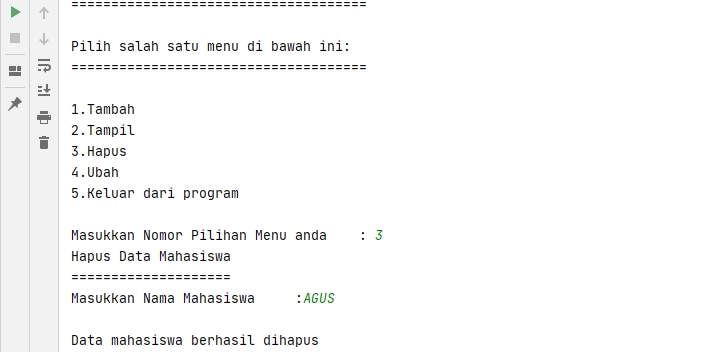 =====================================
Pilih salah satu menu di bawah ini:
=====================================
1.Tambah
2.Tampil
3.Hapus
4.Ubah
5.Keluar dari program
Masukkan Nomor Pilihan Menu anda    : 3
Hapus Data Mahasiswa
====================
Masukkan Nama Mahasiswa     :AGUS
Data mahasiswa berhasil dihapus